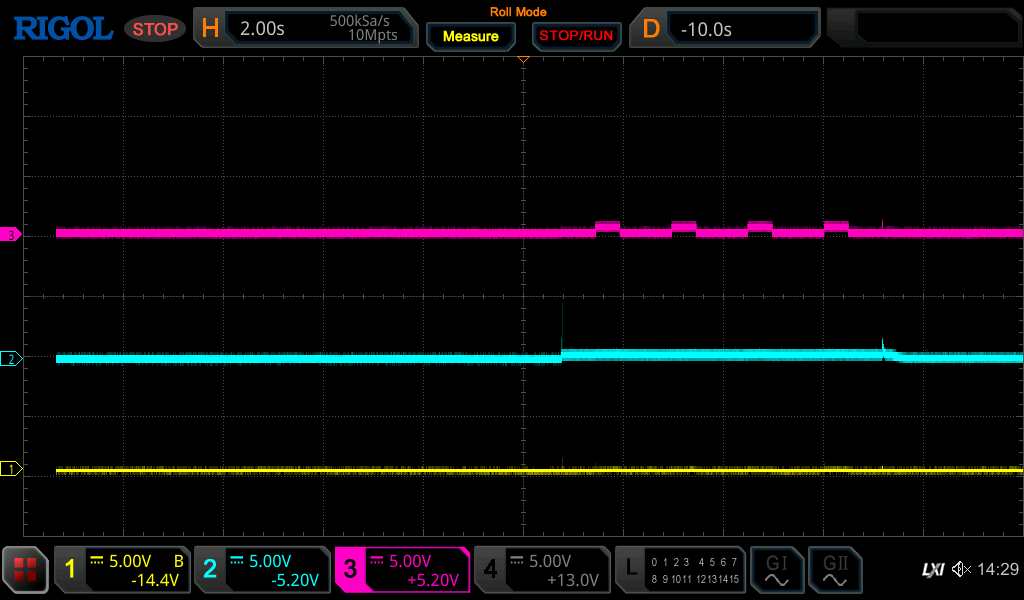 Roll Mode
RIGOL STOP H 2.00s 500kSa/s 10Mpts Measure STOP/RUN D -10.0s
3
2
1
1 5.00V B -14.4V
2 5.00V -5.20V
3 5.00V +5.20V
4 5.00V +13.0V
L 0 1 2 3 4 5 6 7
8 9 10 11 12 13 14 15
GI GII
LXI 14:29